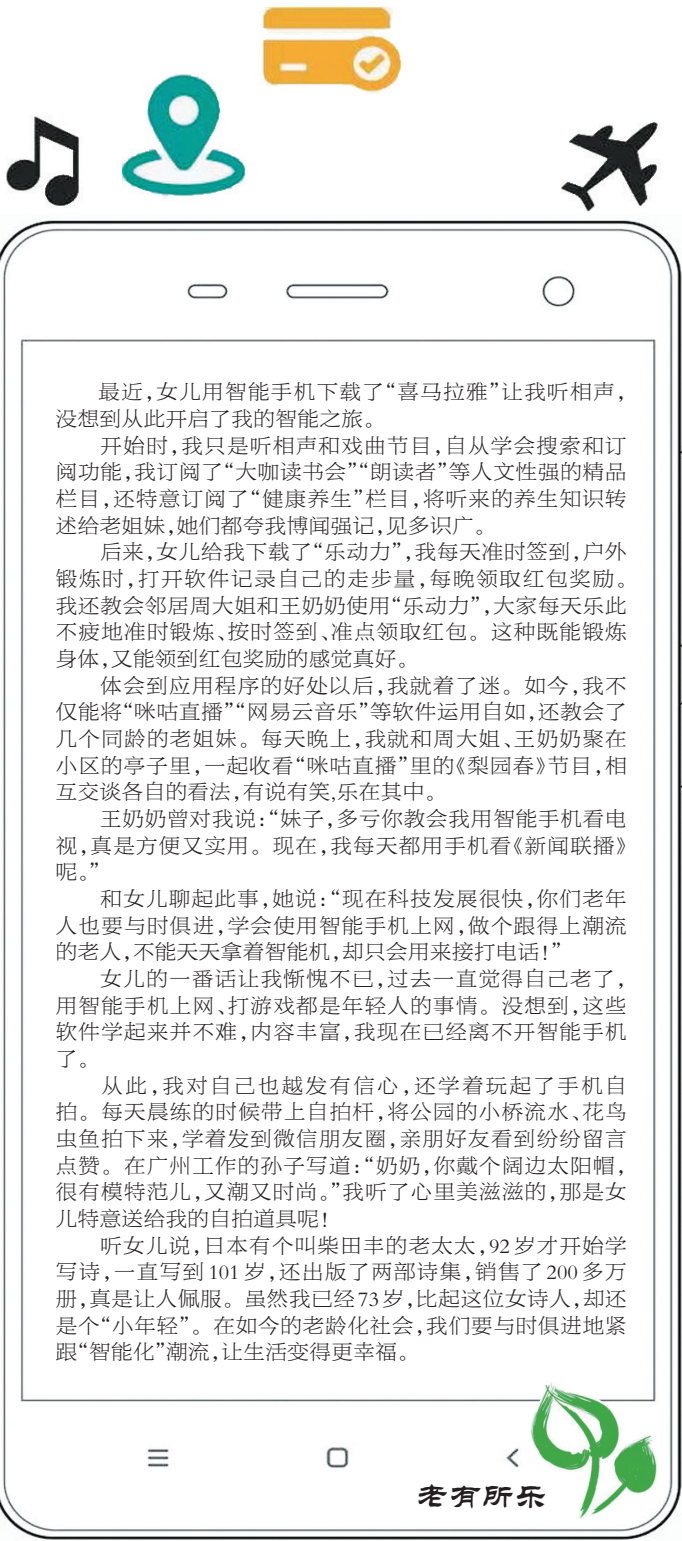 最近，女儿用智能手机下载了“喜马拉雅”让我听相声，
没想到从此开启了我的智能之旅。
开始时，我只是听相声和戏曲节目，自从学会搜索和订
阅功能，我订阅了“大咖读书会”“朗读者”等人文性强的精品
栏目，还特意订阅了“健康养生”栏目，将听来的养生知识转
述给老姐妹，她们都夸我博闻强记，见多识广。
后来，女儿给我下载了“乐动力”，我每天准时签到，户外
锻炼时，打开软件记录自己的走步量，每晚领取红包奖励。
我还教会邻居周大姐和王奶奶使用“乐动力”，大家每天乐此
不疲地准时锻炼、按时签到、准点领取红包。这种既能锻炼
身体，又能领到红包奖励的感觉真好。
体会到应用程序的好处以后，我就着了迷。如今，我不
仅能将“咪咕直播”“网易云音乐”等软件运用自如，还教会了
几个同龄的老姐妹。每天晚上，我就和周大姐、王奶奶聚在
小区的亭子里，一起收看“咪咕直播”里的《梨园春》节目，相
互交谈各自的看法，有说有笑,乐在其中。
王奶奶曾对我说：“妹子，多亏你教会我用智能手机看电
视，真是方便又实用。现在，我每天都用手机看《新闻联播》
呢。”
和女儿聊起此事，她说：“现在科技发展很快，你们老年
人也要与时俱进，学会使用智能手机上网，做个跟得上潮流
的老人，不能天天拿着智能机，却只会用来接打电话！”
女儿的一番话让我惭愧不已，过去一直觉得自己老了，
用智能手机上网、打游戏都是年轻人的事情。没想到，这些
软件学起来并不难，内容丰富，我现在已经离不开智能手机
了。
从此，我对自己也越发有信心，还学着玩起了手机自
拍。每天晨练的时候带上自拍杆，将公园的小桥流水、花鸟
虫鱼拍下来，学着发到微信朋友圈，亲朋好友看到纷纷留言
点赞。在广州工作的孙子写道：“奶奶，你戴个阔边太阳帽，
很有模特范儿，又潮又时尚。”我听了心里美滋滋的，那是女
儿特意送给我的自拍道具呢！
听女儿说，日本有个叫柴田丰的老太太，92岁才开始学
写诗，一直写到101岁，还出版了两部诗集，销售了200多万
册，真是让人佩服。虽然我已经73岁，比起这位女诗人，却还
是个“小年轻”。在如今的老龄化社会，我们要与时俱进地紧
跟“智能化”潮流，让生活变得更幸福。
老有所乐